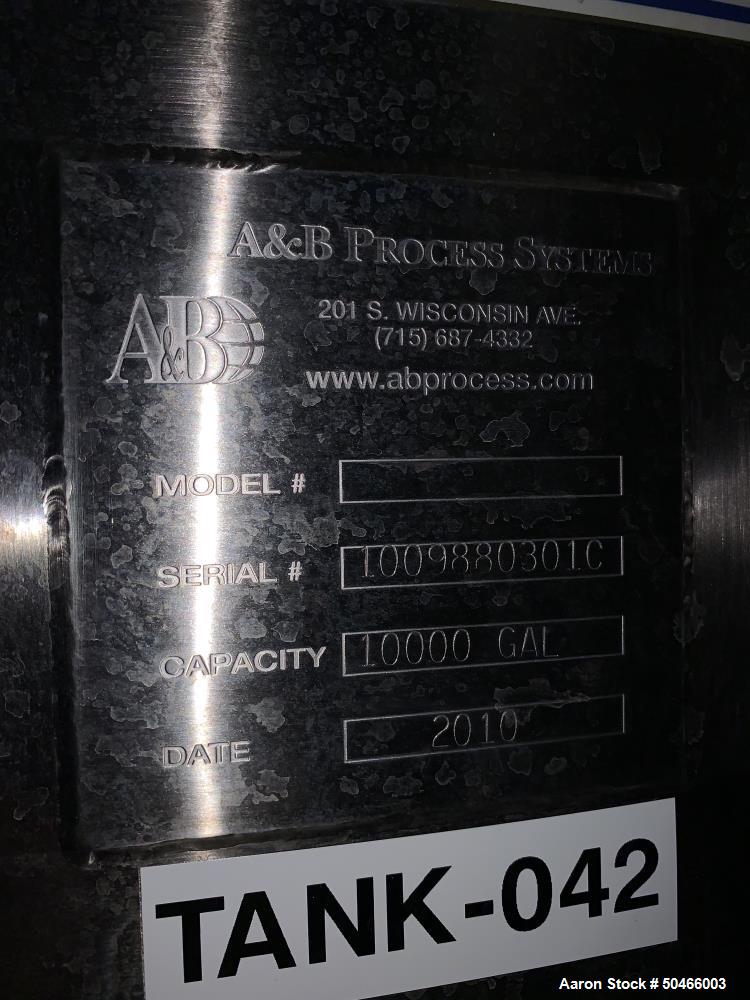 A&B PROCESS SYSTEMS
A&B
201 S. WISCONSIN AVE.
(715) 687-4332
www.abprocess.com
MODEL #
SERIAL # 1009880301C
CAPACITY 10000 GAL
DATE 2010
TANK-042
Aaron Stock # 50466003